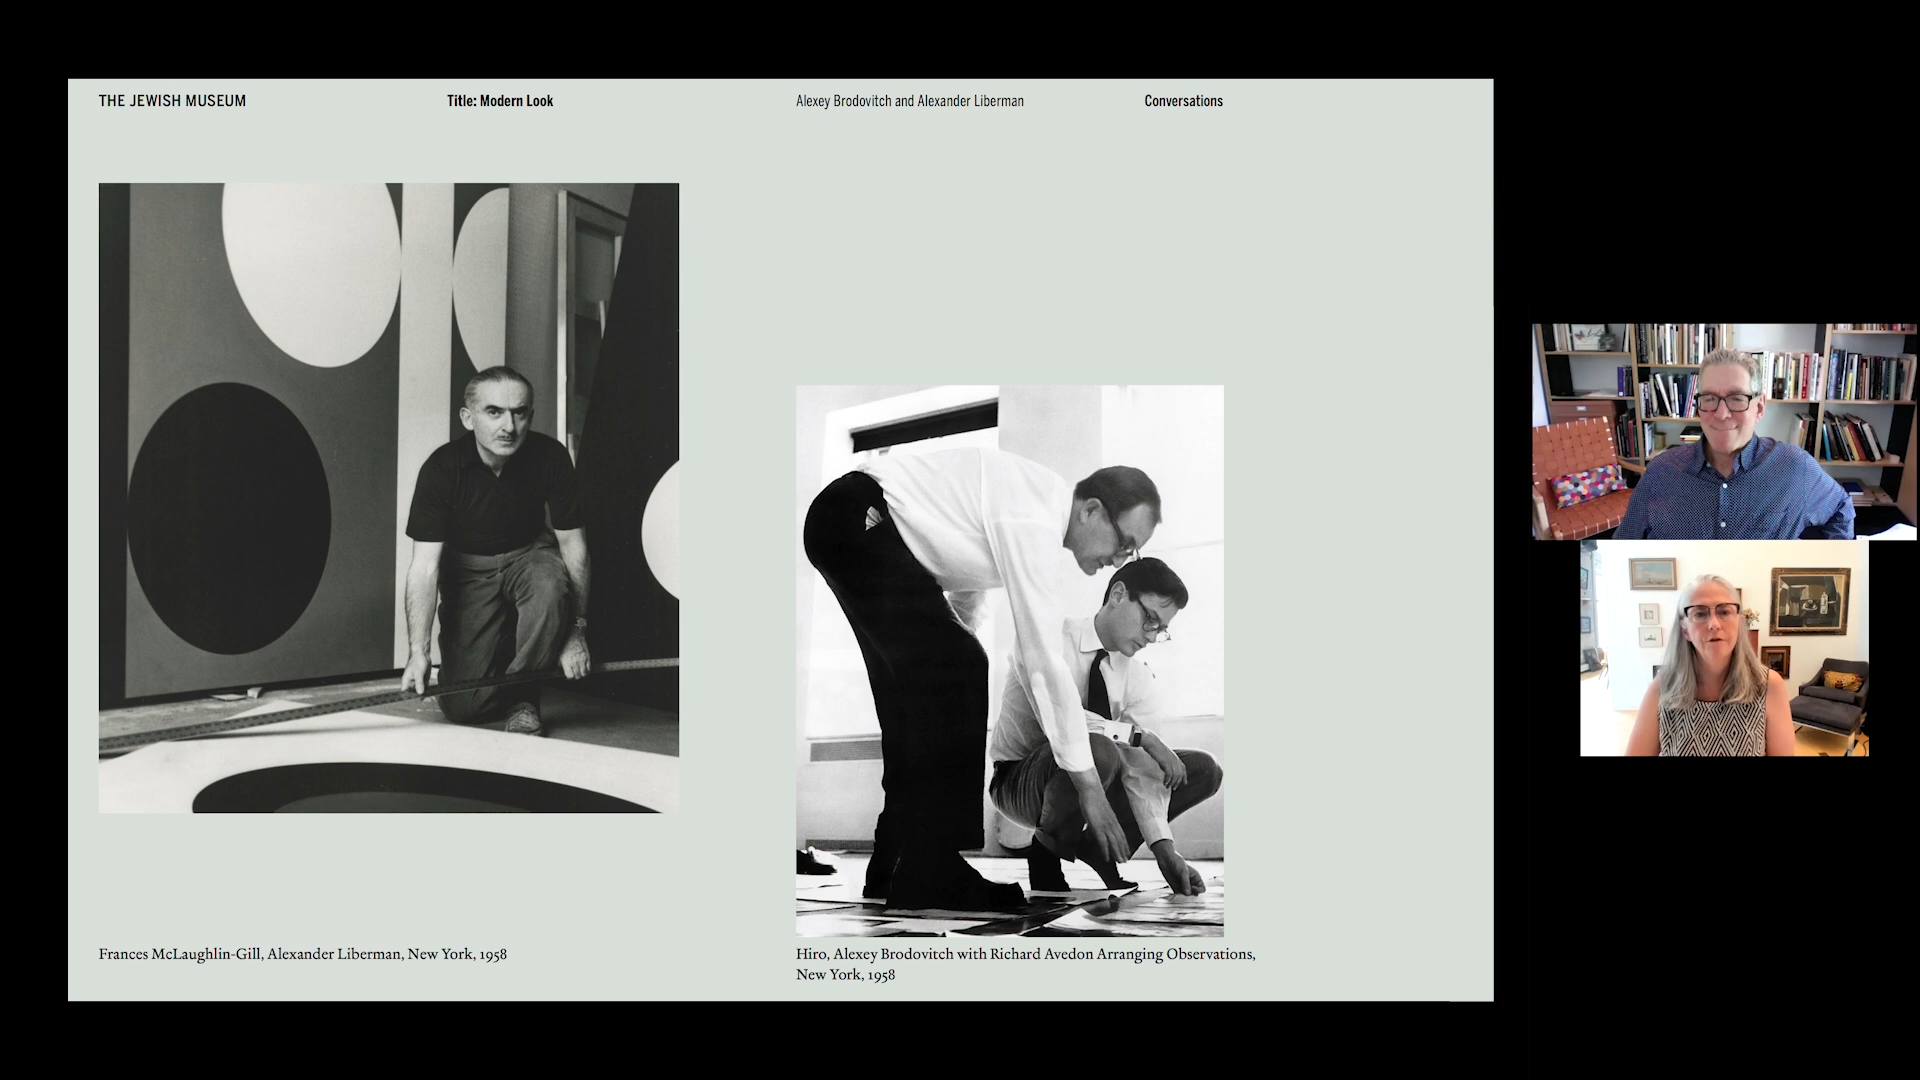 THE JEWISH MUSEUM
Title: Modern Look
Alexey Brodovitch and Alexander Liberman
Conversations
Frances McLaughlin-Gill, Alexander Liberman, New York, 1958
Hiro, Alexey Brodovitch with Richard Avedon Arranging Observations,
New York, 1958